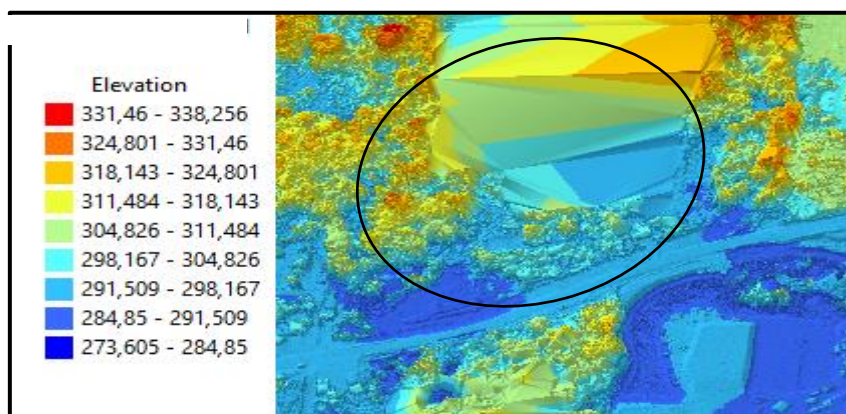 Elevation
331,46 - 338,256
324,801 - 331,46
318,143 - 324,801
311,484 - 318,143
304,826 - 311,484
298,167 - 304,826
291,509 - 298,167
284,85 - 291,509
273,605 - 284,85